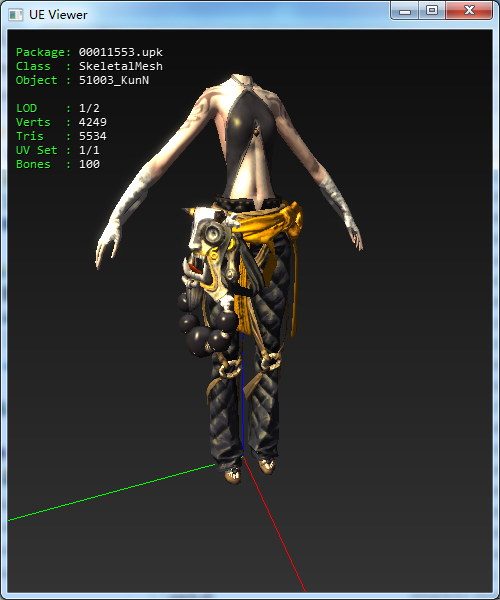 UE Viewer
Package: 00011553.upk
Class : SkeletalMesh
Object : 51003_KunN
LOD : 1/2
Verts : 4249
Tris : 5534
UV Set : 1/1
Bones : 100